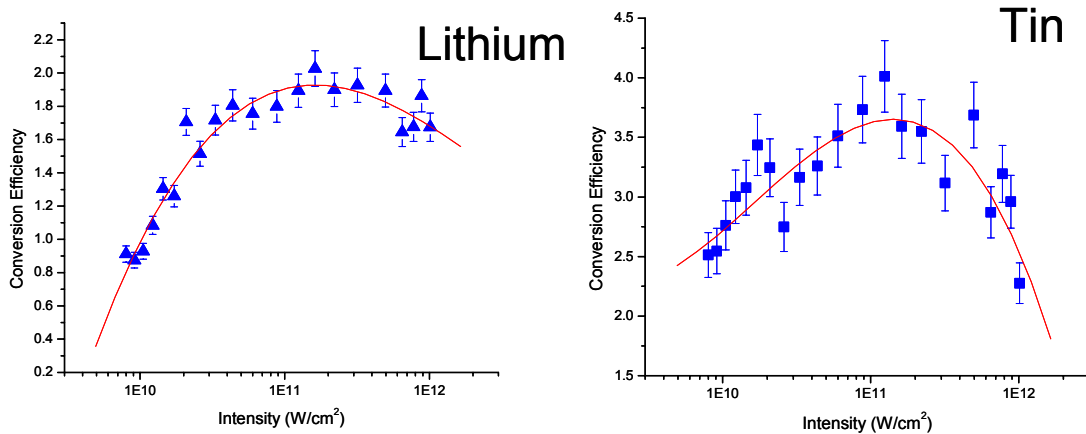 Lithium
2.2
2.0
1.8
1.6
1.4
1.2
1.0
0.8
0.6
0.4
0.2
Conversion Efficiency
1E10
1E11
1E12
Intensity (W/cm²)
Tin
4.5
4.0
3.5
3.0
2.5
2.0
1.5
Conversion Efficiency
1E10
1E11
1E12
Intensity (W/cm²)